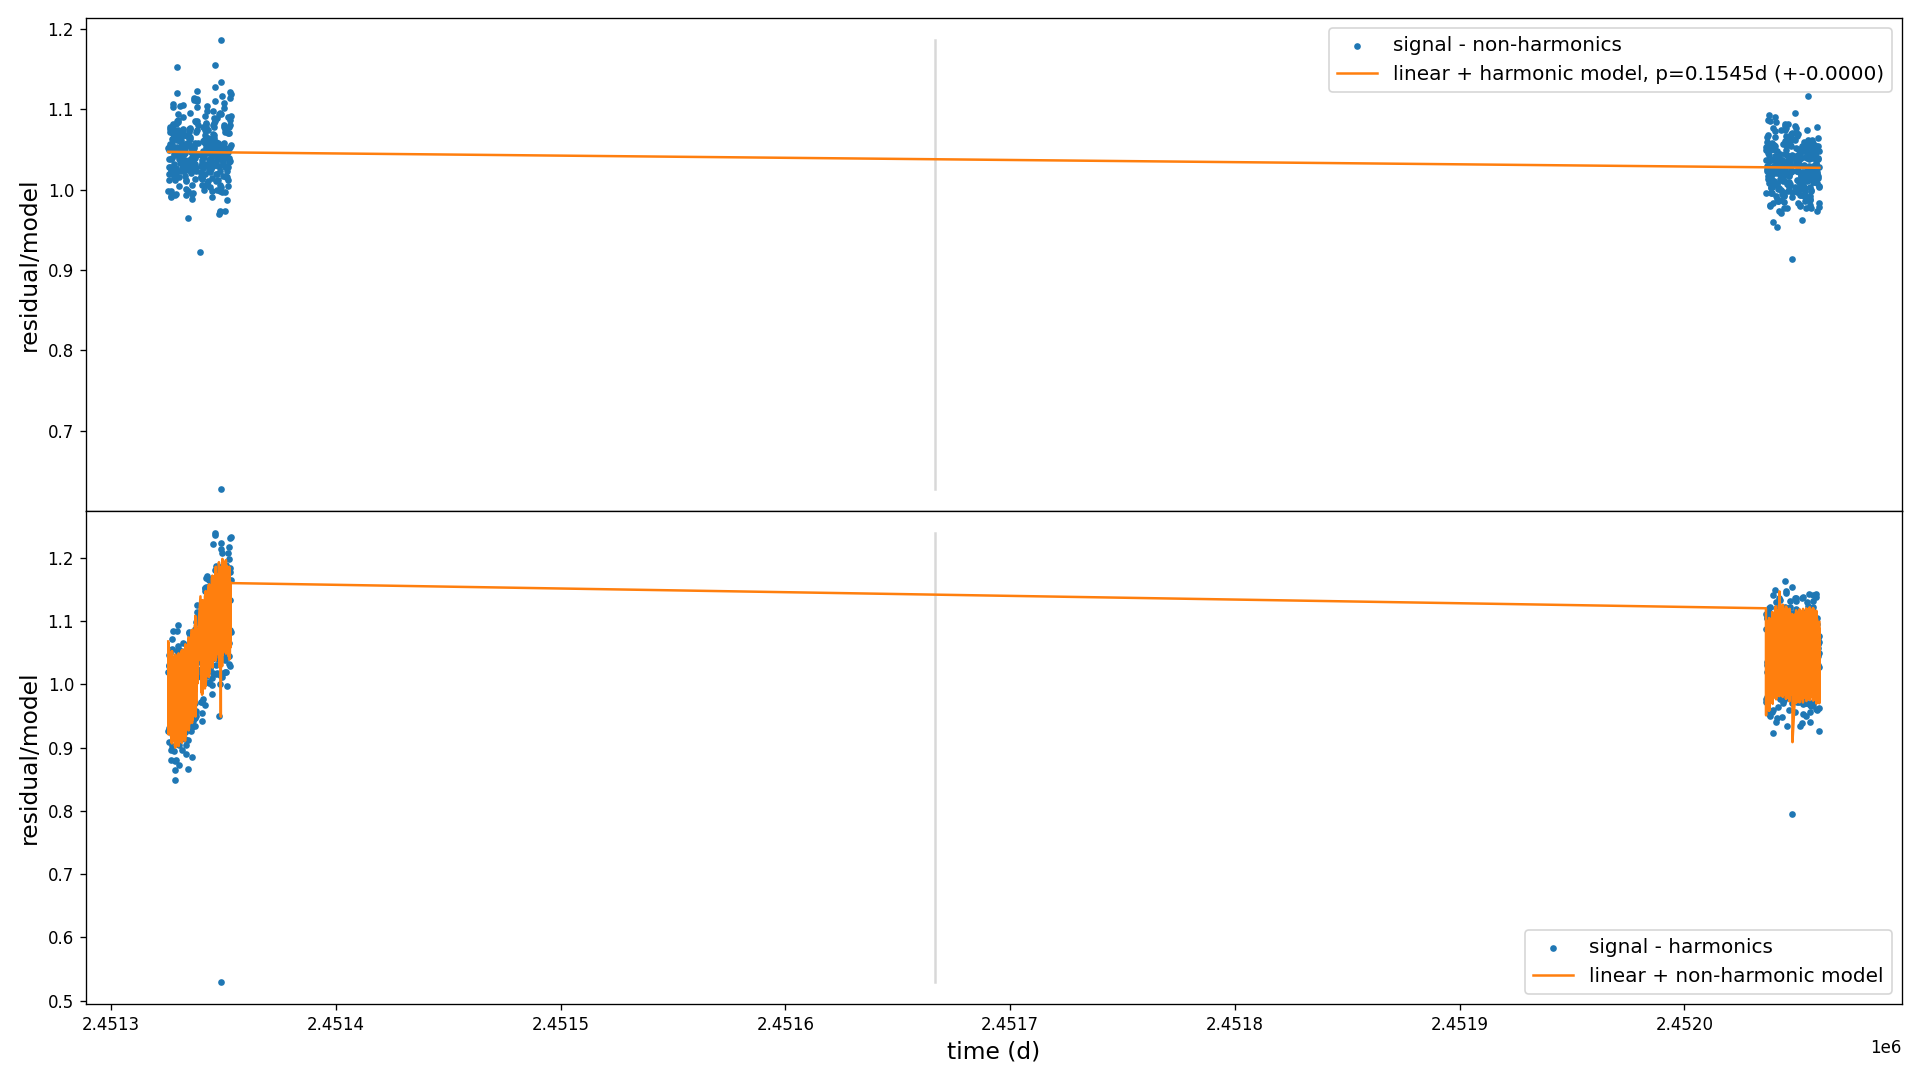 1.2
1.1
1.0
0.9
0.8
0.7
residual/model
signal - non-harmonics
linear + harmonic model, p=0.1545d (+-0.0000)
1.2
1.1
1.0
0.9
0.8
0.7
0.6
0.5
residual/model
signal - harmonics
linear + non-harmonic model
2.4513 2.4514 2.4515 2.4516 2.4517 2.4518 2.4519 2.4520
1e6
time (d)